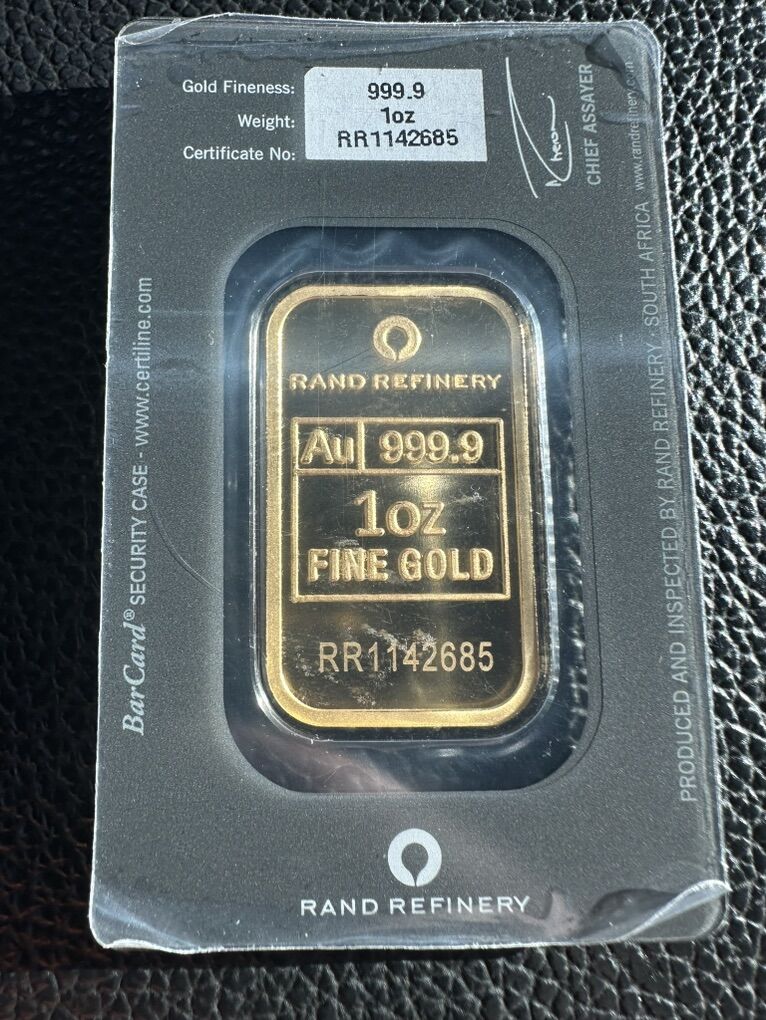 Gold Fineness: 999.9
Weight: 1oz
Certificate No: RR1142685
CHIEF ASSAYER
www.randrefinery.com
BarCard® SECURITY CASE - www.certiline.com
RAND REFINERY
Au 999.9
1oz
FINE GOLD
RR1142685
PRODUCED AND INSPECTED BY RAND REFINERY - SOUTH AFRICA
RAND REFINERY